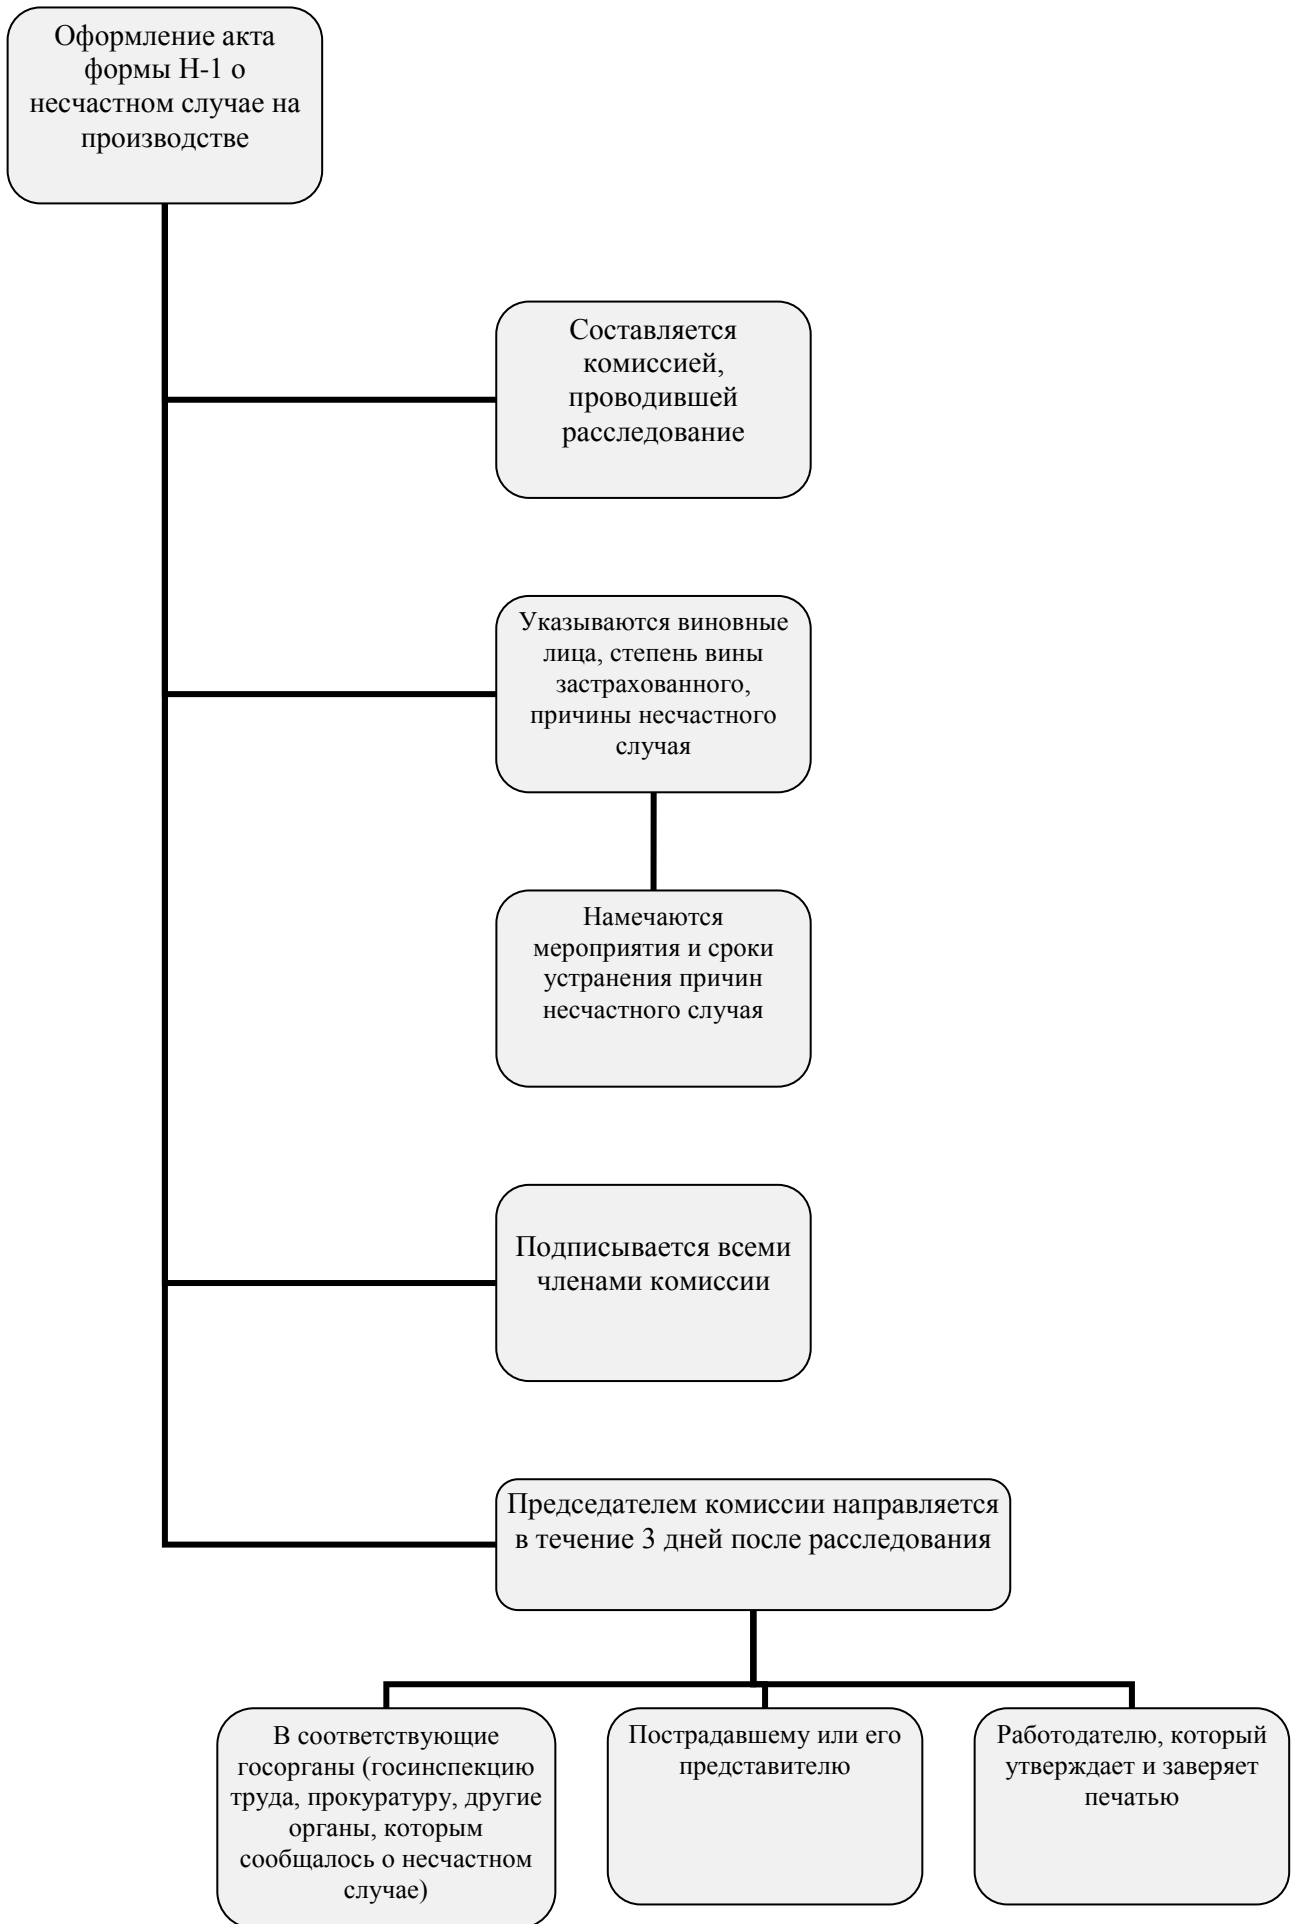 Оформление акта
формы Н-1 о
несчастном случае на
производстве
Составляется
комиссией,
проводившей
расследование
Указываются виновные
лица, степень вины
застрахованного,
причины несчастного
случая
Намечаются
мероприятия и сроки
устранения причин
несчастного случая
Подписывается всеми
членами комиссии
Председателем комиссии направляется
в течение 3 дней после расследования
В соответствующие
госорганы (госинспекцию
труда, прокуратуру, другие
органы, которым
сообщалось о несчастном
случае)
Пострадавшему или его
представителю
Работодателю, который
утверждает и заверяет
печатью